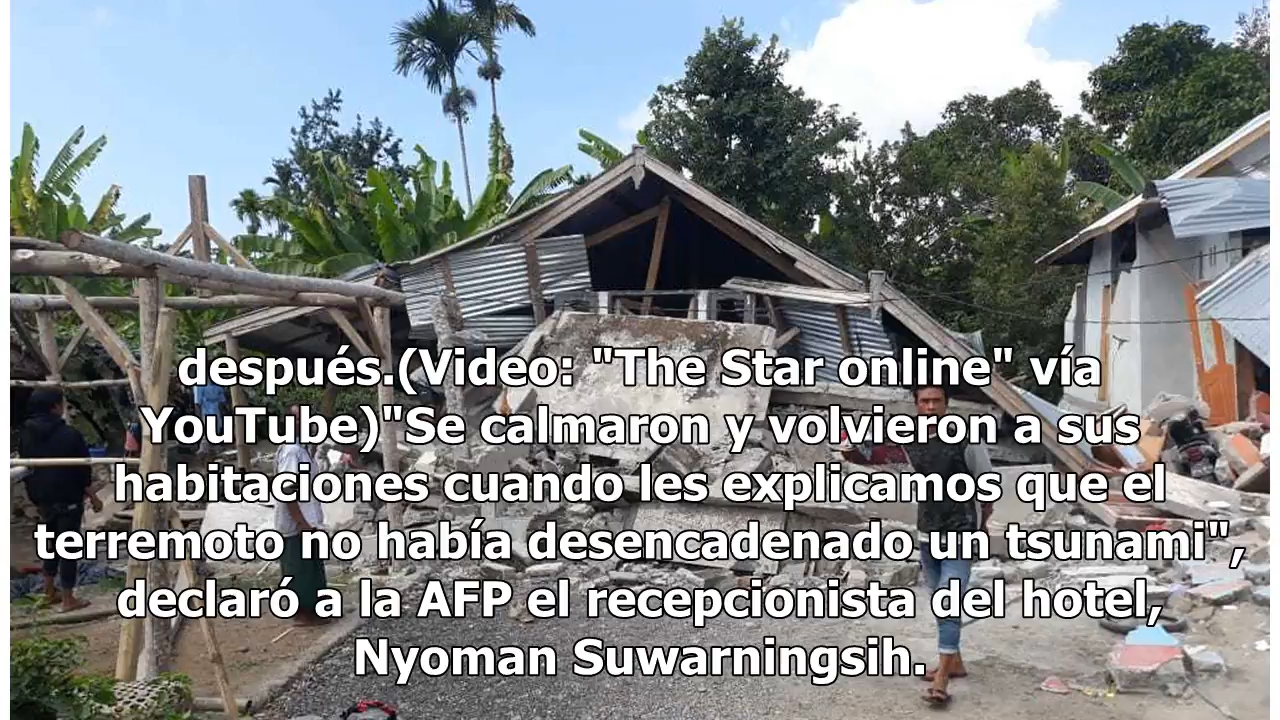 después.(Video: "The Star online" vía
YouTube)"Se calmaron y volvieron a sus
habitaciones cuando les explicamos que el
terremoto no había desencadenado un tsunami",
declaró a la AFP el recepcionista del hotel,
Nyoman Suwarningsih.